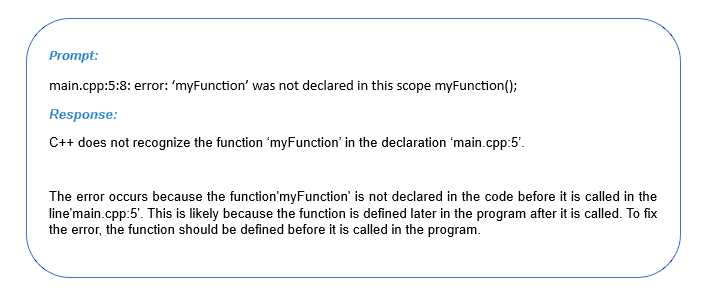 Prompt:
main.cpp:5:8: error: ‘myFunction’ was not declared in this scope myFunction();
Response:
C++ does not recognize the function ‘myFunction’ in the declaration ‘main.cpp:5’.
The error occurs because the function’myFunction’ is not declared in the code before it is called in the
line’main.cpp:5’. This is likely because the function is defined later in the program after it is called. To fix
the error, the function should be defined before it is called in the program.